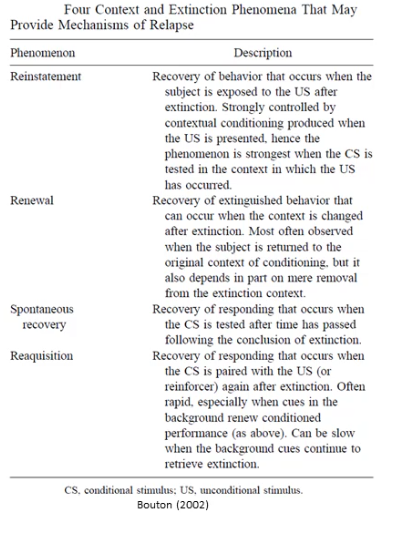 Four Context and Extinction Phenomena That May
Provide Mechanisms of Relapse
Phenomenon Description
Reinstatement Recovery of behavior that occurs when the
subject is exposed to the US after
extinction. Strongly controlled by
contextual conditioning produced when
the US is presented, hence the
phenomenon is strongest when the CS is
tested in the context in which the US
has occurred.
Renewal Recovery of extinguished behavior that
can occur when the context is changed
after extinction. Most often observed
when the subject is returned to the
original context of conditioning, but it
also depends in part on mere removal
from the extinction context.
Spontaneous Recovery of responding that occurs when
recovery the CS is tested after time has passed
following the conclusion of extinction.
Reaquisition Recovery of responding that occurs when
the CS is paired with the US (or
reinforcer) again after extinction. Often
rapid, especially when cues in the
background renew conditioned
performance (as above). Can be slow
when the background cues continue to
retrieve extinction.
CS, conditional stimulus; US, unconditional stimulus.
Bouton (2002)